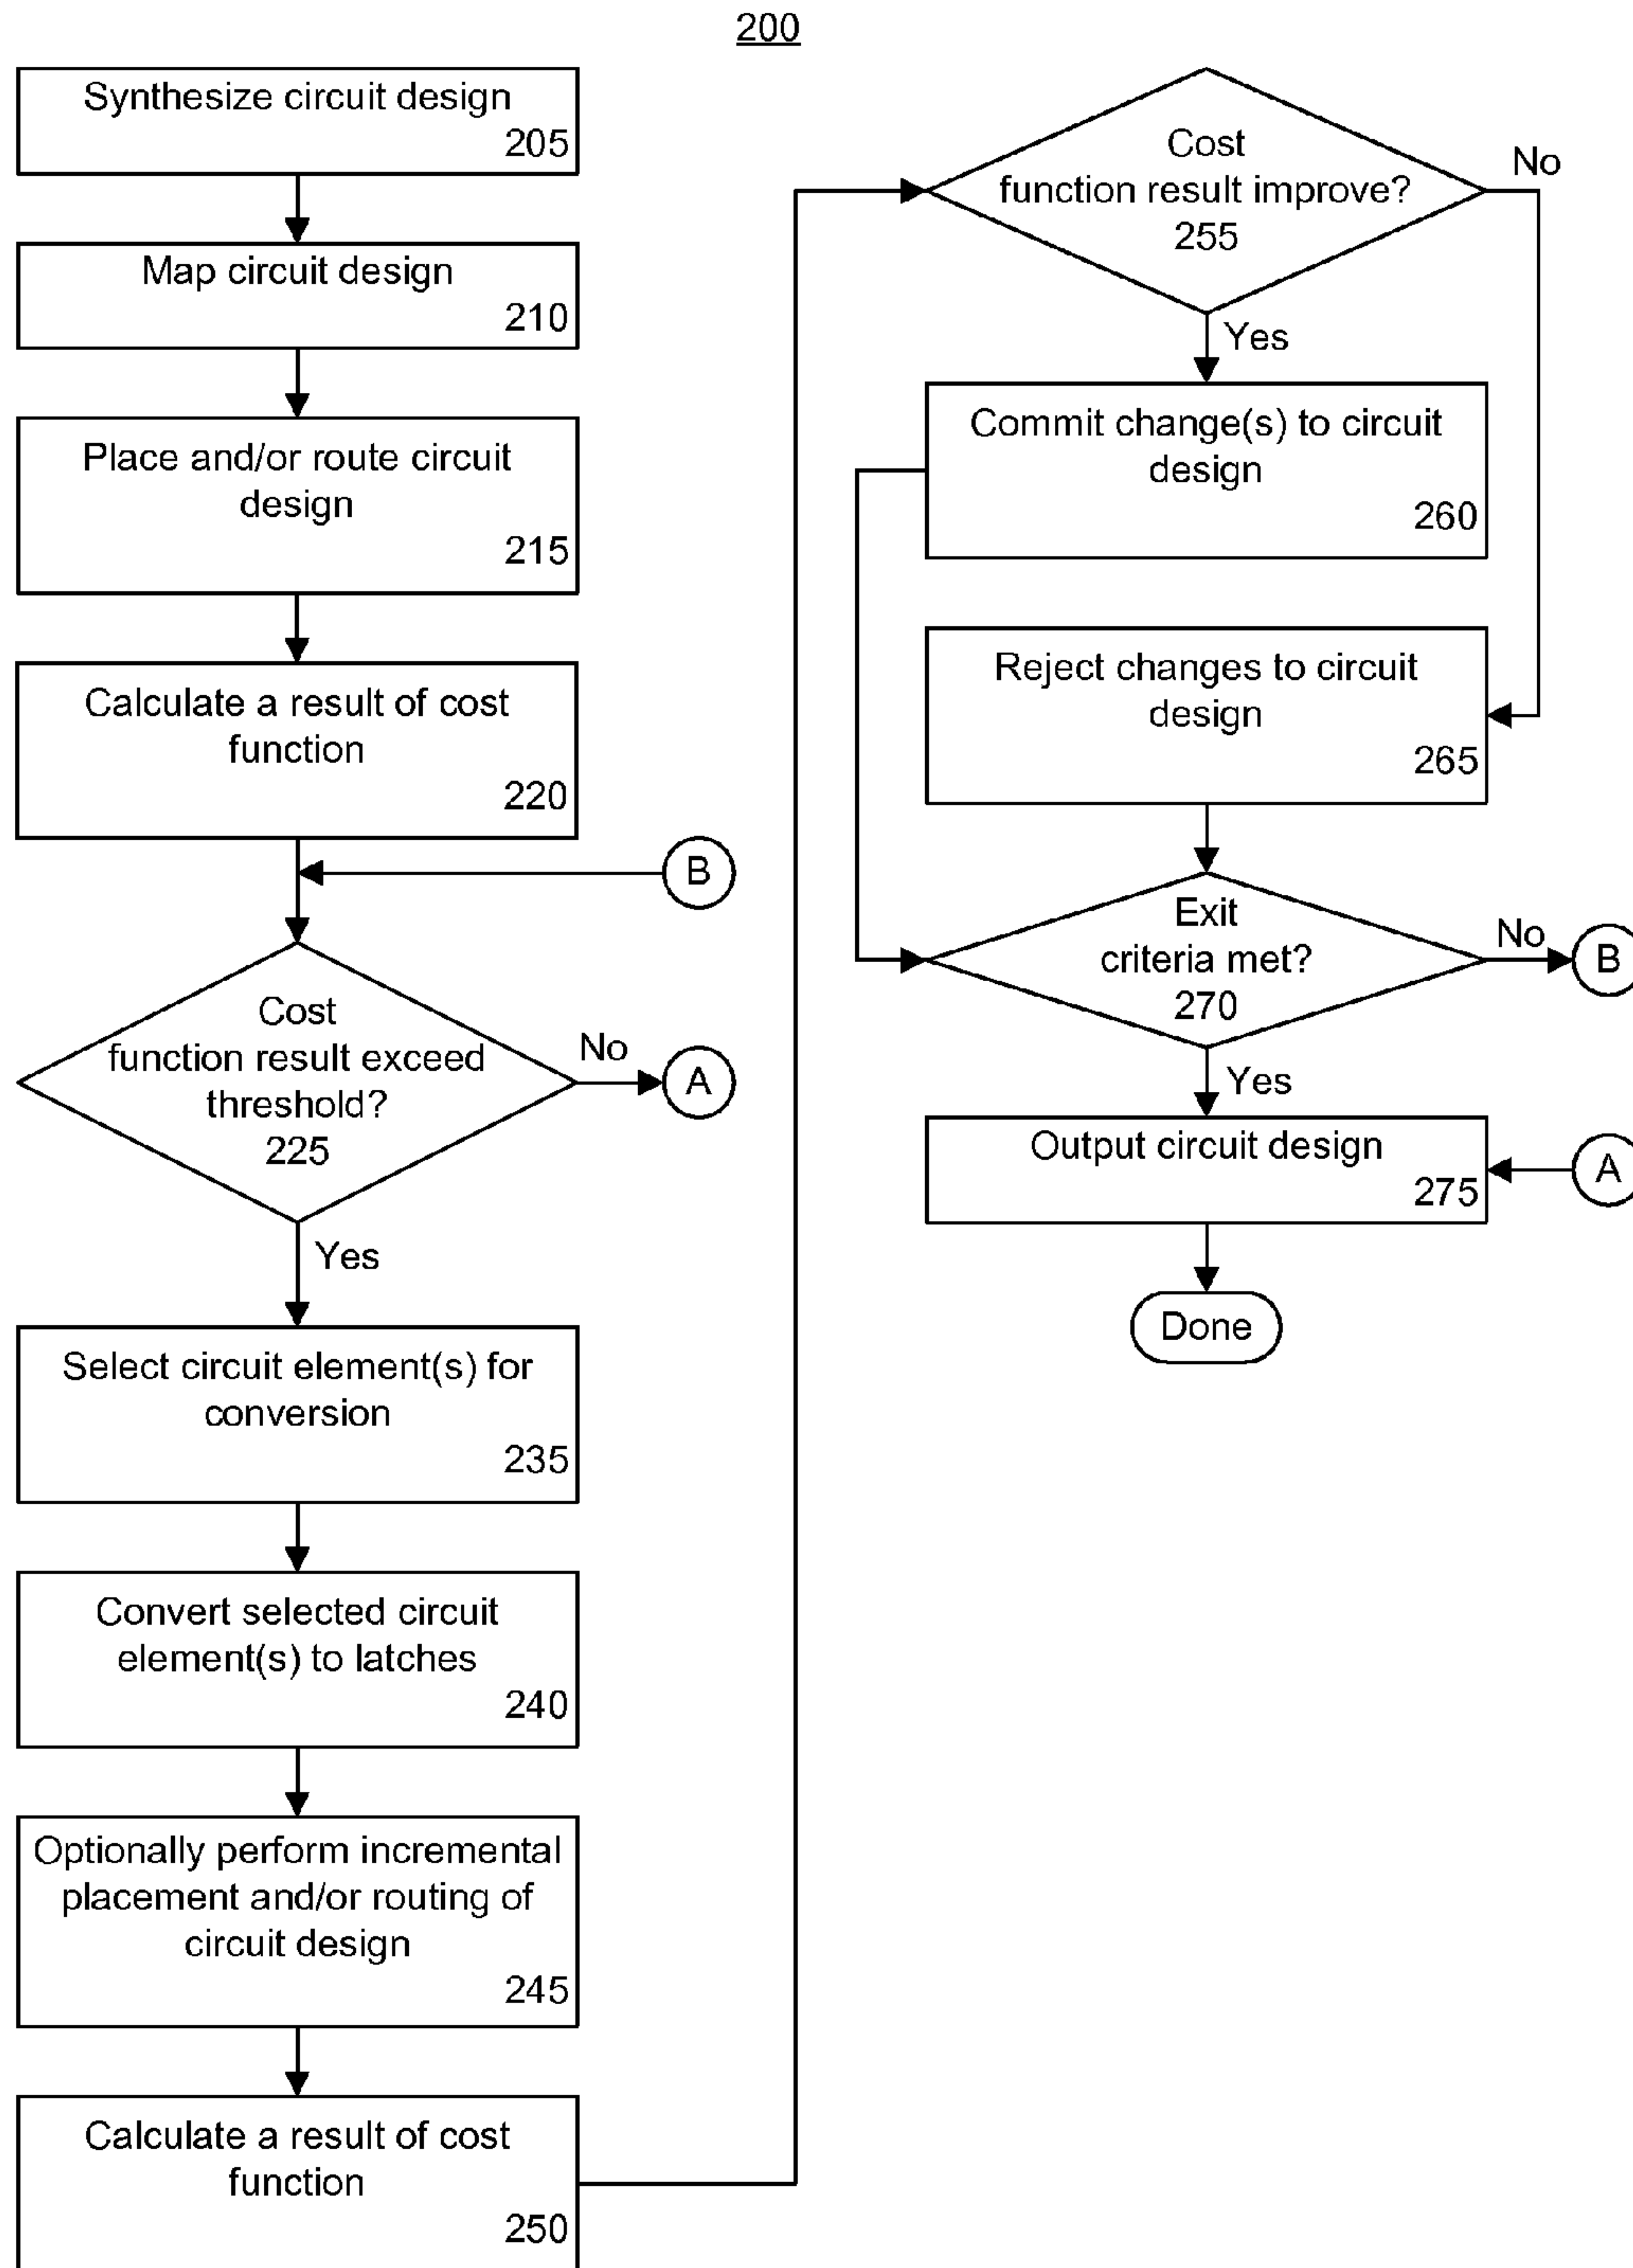 200
Synthesize circuit design
205
Map circuit design
210
Place and/or route circuit
design
215
Calculate a result of cost
function
220
B
Cost
function result exceed
threshold?
225
No
A
Yes
Select circuit element(s) for
conversion
235
Convert selected circuit
element(s) to latches
240
Optionally perform incremental
placement and/or routing of
circuit design
245
Calculate a result of cost
function
250
Cost
function result improve?
255
No
Yes
Commit change(s) to circuit
design
260
Reject changes to circuit
design
265
Exit
criteria met?
270
No
B
Yes
Output circuit design
275
A
Done